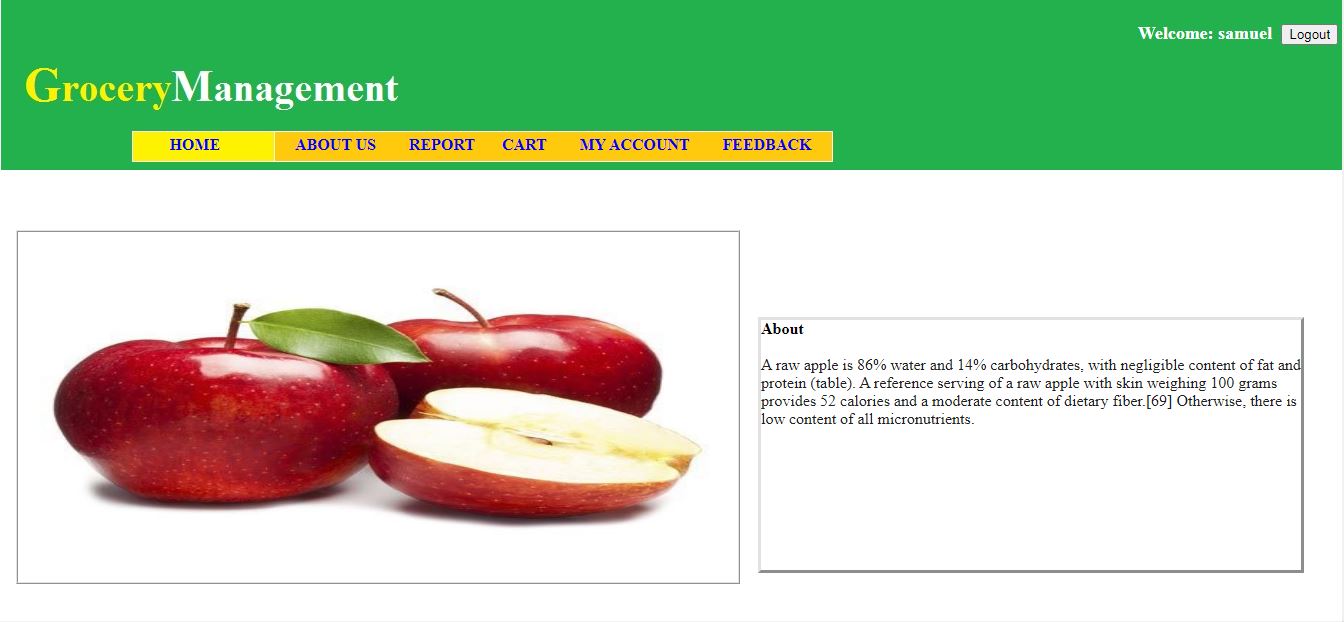 Welcome: samuel Logout
GroceryManagement
HOME ABOUT US REPORT CART MY ACCOUNT FEEDBACK
About
A raw apple is 86% water and 14% carbohydrates, with negligible content of fat and
protein (table). A reference serving of a raw apple with skin weighing 100 grams
provides 52 calories and a moderate content of dietary fiber.[69] Otherwise, there is
low content of all micronutrients.